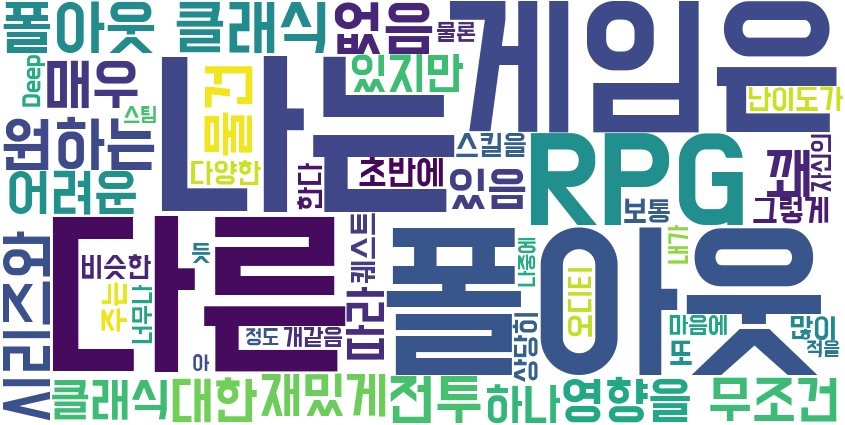 폴아웃 클래식
없음
물론
게임은
Deep
매우
나는
물건
있지만
난이도가
스팀
원하는
다양한
한다
초반에
스킬을
RPG
꽤
자신의
어려운
있음
보통
그렇게
시리즈와
다른
폴아웃
비슷한
듯
퀘스트
나중에
내가
주는
너무나
따라
오디티
정도
개같음
상당히
마음에
많이
아
또
적을
클래식
대한
재밌게
전투
하나
영향을
무조건